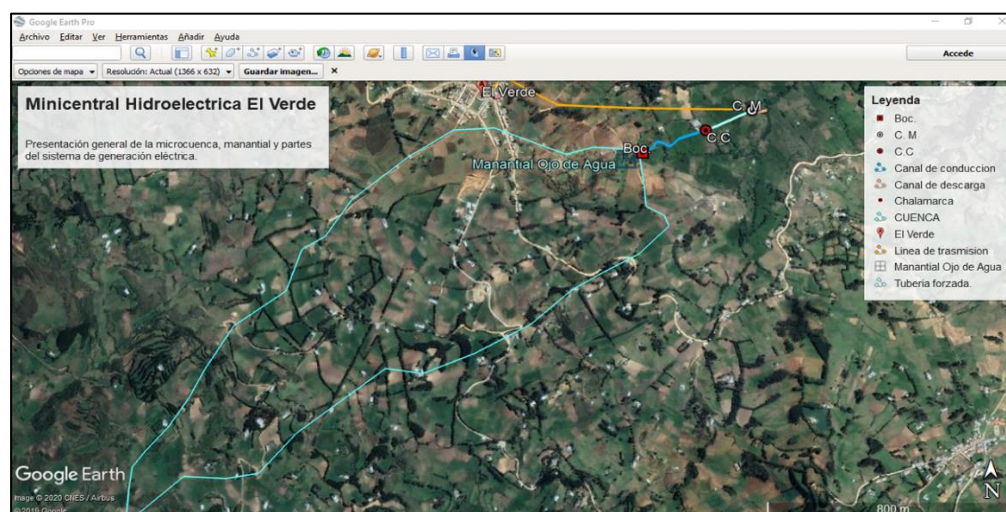 Google Earth Pro
Archivo Editar Ver Herramientas Añadir Ayuda
Accede
Opciones de mapa Resolución: Actual (1366 x 632) Guardar imagen...
Minicentral Hidroelectrica El Verde
Presentación general de la microcuenca, manantial y partes
del sistema de generación eléctrica.
El Verde
C. M
C.C
Boc.
Manantial Ojo de Agua
Leyenda
Boc.
C. M
C.C
Canal de conduccion
Canal de descarga
Chalamarca
CUENCA
El Verde
Linea de trasmision
Manantial Ojo de Agua
Tuberia forzada.
Google Earth
Image © 2020 CNES / Airbus
© 2019 Google
800 m
N